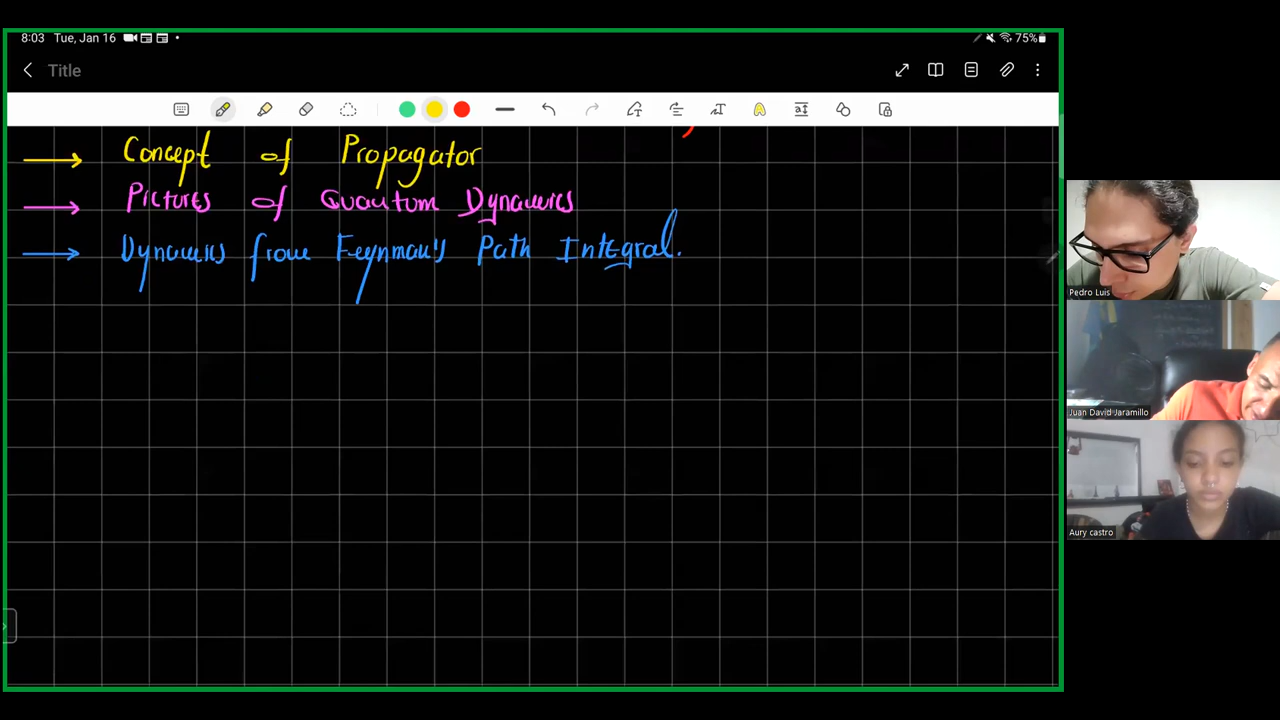 8:03 Tue, Jan 16
75%
Title
Concept of Propagator
Pictures of Quantum Dynamics
Dynamics from Feynman's Path Integral.
Pedro Luis
Juan David Jaramillo
Aury castro